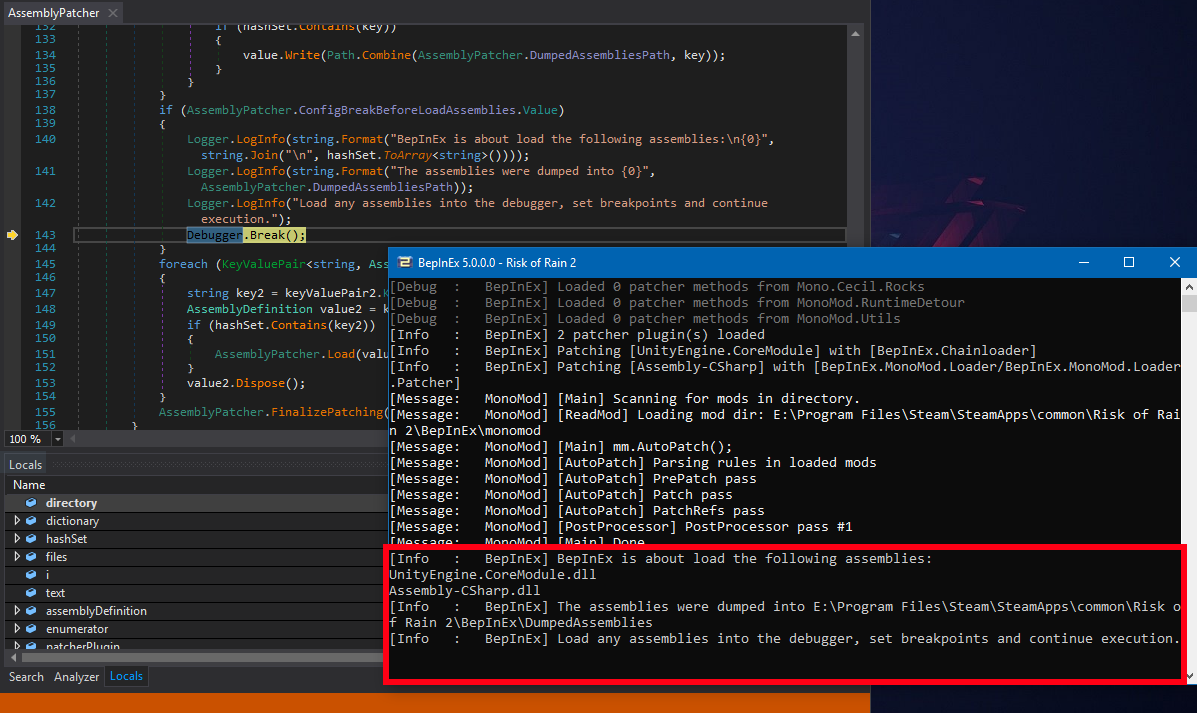 AssemblyPatcher
132 if (hashSet.Contains(key))
133 {
134 value.Write(Path.Combine(AssemblyPatcher.DumpedAssembliesPath, key));
135 }
136 }
137 }
138 if (AssemblyPatcher.ConfigBreakBeforeLoadAssemblies.Value)
139 {
140 Logger.LogInfo(string.Format("BepInEx is about load the following assemblies:\n{0}",
string.Join("\n", hashSet.ToArray<string>())));
141 Logger.LogInfo(string.Format("The assemblies were dumped into {0}",
AssemblyPatcher.DumpedAssembliesPath));
142 Logger.LogInfo("Load any assemblies into the debugger, set breakpoints and continue
execution.");
143 Debugger.Break();
144 }
145 foreach (KeyValuePair<string, Ass
146 {
147 string key2 = keyValuePair2.K
148 AssemblyDefinition value2 = k
149 if (hashSet.Contains(key2))
150 {
151 AssemblyPatcher.Load(valu
152 }
153 value2.Dispose();
154 }
155 AssemblyPatcher.FinalizePatching(
156 }
100 %
Locals
Name
directory
dictionary
hashSet
files
i
text
assemblyDefinition
enumerator
patcherPlugin
Search Analyzer Locals
BepInEx 5.0.0.0 - Risk of Rain 2
[Debug  :   BepInEx] Loaded 0 patcher methods from Mono.Cecil.Rocks
[Debug  :   BepInEx] Loaded 0 patcher methods from MonoMod.RuntimeDetour
[Debug  :   BepInEx] Loaded 0 patcher methods from MonoMod.Utils
[Info   :   BepInEx] 2 patcher plugin(s) loaded
[Info   :   BepInEx] Patching [UnityEngine.CoreModule] with [BepInEx.Chainloader]
[Info   :   BepInEx] Patching [Assembly-CSharp] with [BepInEx.MonoMod.Loader/BepInEx.MonoMod.Loader
.Patcher]
[Message:   MonoMod] [Main] Scanning for mods in directory.
[Message:   MonoMod] [ReadMod] Loading mod dir: E:\Program Files\Steam\SteamApps\common\Risk of Rai
n 2\BepInEx\monomod
[Message:   MonoMod] [Main] mm.AutoPatch();
[Message:   MonoMod] [AutoPatch] Parsing rules in loaded mods
[Message:   MonoMod] [AutoPatch] PrePatch pass
[Message:   MonoMod] [AutoPatch] Patch pass
[Message:   MonoMod] [AutoPatch] PatchRefs pass
[Message:   MonoMod] [PostProcessor] PostProcessor pass #1
[Message:   MonoMod] [Main] Done
[Info   :   BepInEx] BepInEx is about load the following assemblies:
UnityEngine.CoreModule.dll
Assembly-CSharp.dll
[Info   :   BepInEx] The assemblies were dumped into E:\Program Files\Steam\SteamApps\common\Risk o
f Rain 2\BepInEx\DumpedAssemblies
[Info   :   BepInEx] Load any assemblies into the debugger, set breakpoints and continue execution.